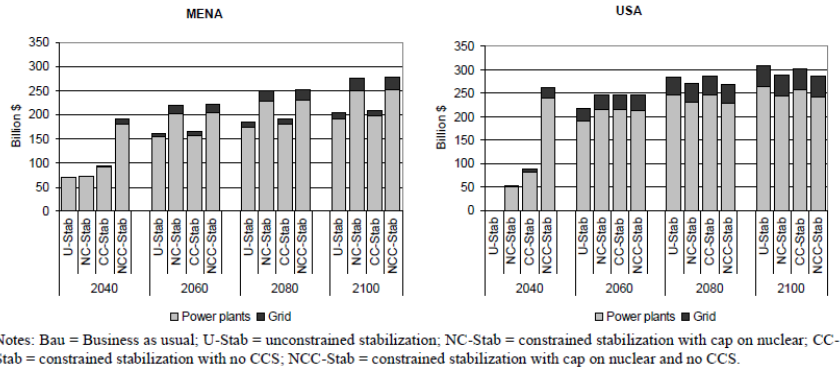 MENA
350
300
250
200
150
100
50
0
Billion $
U-Stab
NC-Stab
CC-Stab
NCC-Stab
U-Stab
NC-Stab
CC-Stab
NCC-Stab
U-Stab
NC-Stab
CC-Stab
NCC-Stab
U-Stab
NC-Stab
CC-Stab
NCC-Stab
2040 2060 2080 2100
Power plants Grid
USA
350
300
250
200
150
100
50
0
Billion $
U-Stab
NC-Stab
CC-Stab
NCC-Stab
U-Stab
NC-Stab
CC-Stab
NCC-Stab
U-Stab
NC-Stab
CC-Stab
NCC-Stab
U-Stab
NC-Stab
CC-Stab
NCC-Stab
2040 2060 2080 2100
Power plants Grid
Notes: Bau = Business as usual; U-Stab = unconstrained stabilization; NC-Stab = constrained stabilization with cap on nuclear; CC-
Stab = constrained stabilization with no CCS; NCC-Stab = constrained stabilization with cap on nuclear and no CCS.